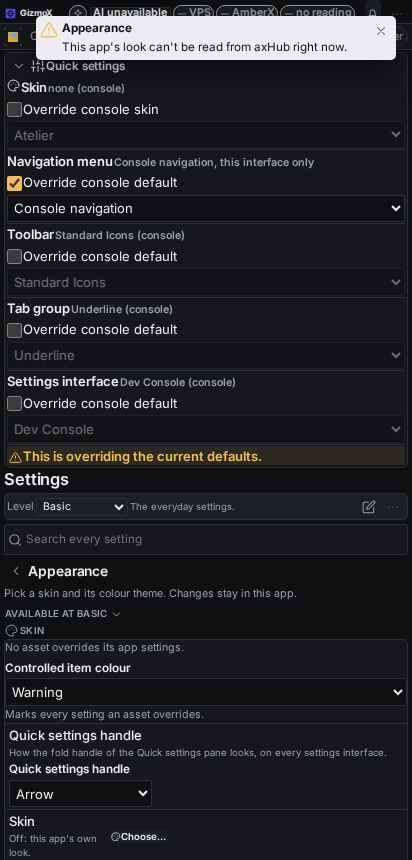 GizmoX AI unavailable VPS AmberX no reading
Appearance
This app's look can't be read from axHub right now.
Quick settings
Skin none (console)
Override console skin
Atelier
Navigation menu Console navigation, this interface only
Override console default
Console navigation
Toolbar Standard Icons (console)
Override console default
Standard Icons
Tab group Underline (console)
Override console default
Underline
Settings interface Dev Console (console)
Override console default
Dev Console
This is overriding the current defaults.
Settings
Level Basic The everyday settings.
Search every setting
Appearance
Pick a skin and its colour theme. Changes stay in this app.
AVAILABLE AT BASIC
SKIN
No asset overrides its app settings.
Controlled item colour
Warning
Marks every setting an asset overrides.
Quick settings handle
How the fold handle of the Quick settings pane looks, on every settings interface.
Quick settings handle
Arrow
Skin
Off: this app's own Choose...
look.